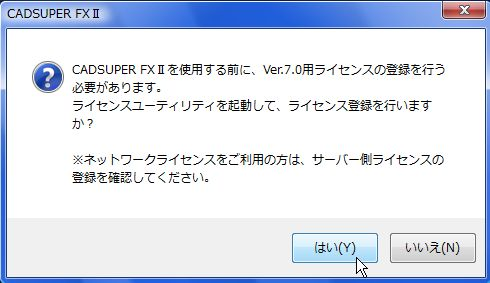 CADSUPER FXⅡ
CADSUPER FXⅡを使用する前に、Ver.7.0用ライセンスの登録を行う
必要があります。
ライセンスユーティリティを起動して、ライセンス登録を行います
か？
※ネットワークライセンスをご利用の方は、サーバー側ライセンスの
登録を確認してください。
はい(Y) いいえ(N)